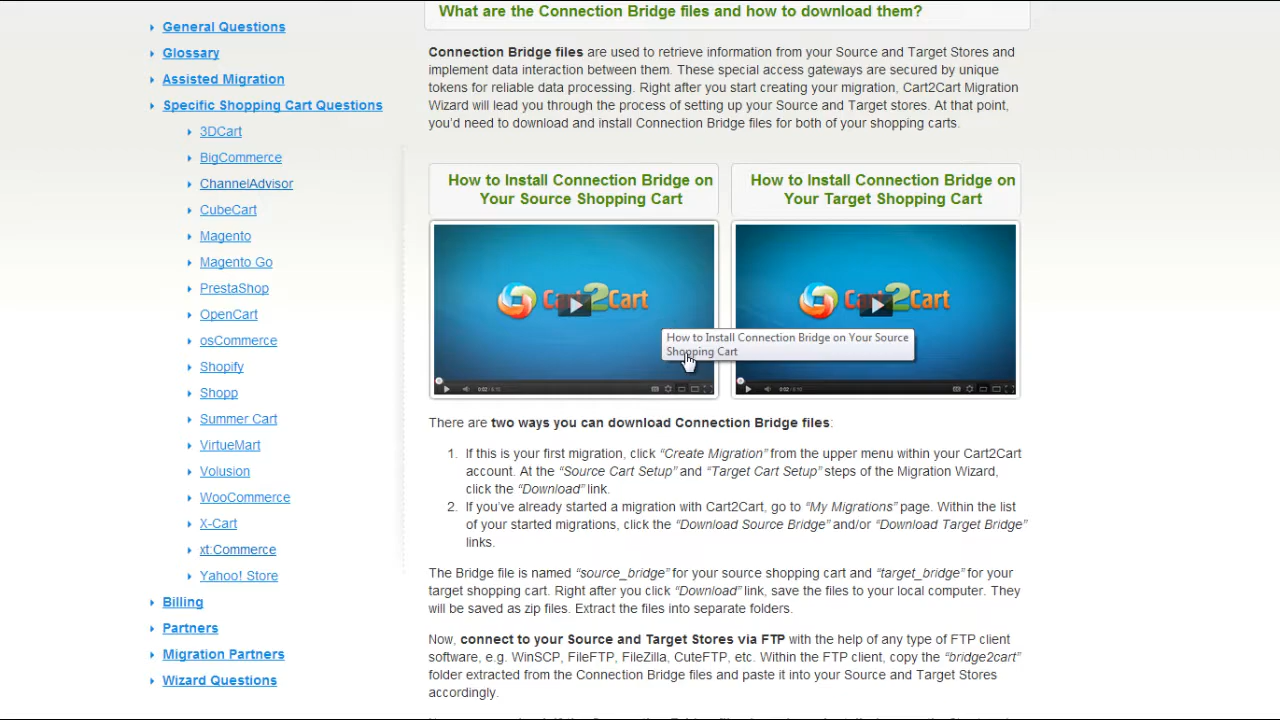 General Questions
Glossary
Assisted Migration
Specific Shopping Cart Questions
3DCart
BigCommerce
ChannelAdvisor
CubeCart
Magento
Magento Go
PrestaShop
OpenCart
osCommerce
Shopify
Shopp
Summer Cart
VirtueMart
Volusion
WooCommerce
X-Cart
xt:Commerce
Yahoo! Store
Billing
Partners
Migration Partners
Wizard Questions
What are the Connection Bridge files and how to download them?
Connection Bridge files are used to retrieve information from your Source and Target Stores and
implement data interaction between them. These special access gateways are secured by unique
tokens for reliable data processing. Right after you start creating your migration, Cart2Cart Migration
Wizard will lead you through the process of setting up your Source and Target stores. At that point,
you'd need to download and install Connection Bridge files for both of your shopping carts.
How to Install Connection Bridge on
Your Source Shopping Cart
Cart2Cart
How to Install Connection Bridge on
Your Target Shopping Cart
Cart2Cart
How to Install Connection Bridge on Your Source
Shopping Cart
There are two ways you can download Connection Bridge files:
1. If this is your first migration, click “Create Migration” from the upper menu within your Cart2Cart
account. At the “Source Cart Setup” and “Target Cart Setup” steps of the Migration Wizard,
click the “Download” link.
2. If you've already started a migration with Cart2Cart, go to “My Migrations” page. Within the list
of your started migrations, click the “Download Source Bridge” and/or “Download Target Bridge”
links.
The Bridge file is named “source_bridge” for your source shopping cart and “target_bridge” for your
target shopping cart. Right after you click “Download” link, save the files to your local computer. They
will be saved as zip files. Extract the files into separate folders.
Now, connect to your Source and Target Stores via FTP with the help of any type of FTP client
software, e.g. WinSCP, FileFTP, FileZilla, CuteFTP, etc. Within the FTP client, copy the “bridge2cart”
folder extracted from the Connection Bridge files and paste it into your Source and Target Stores
accordingly.